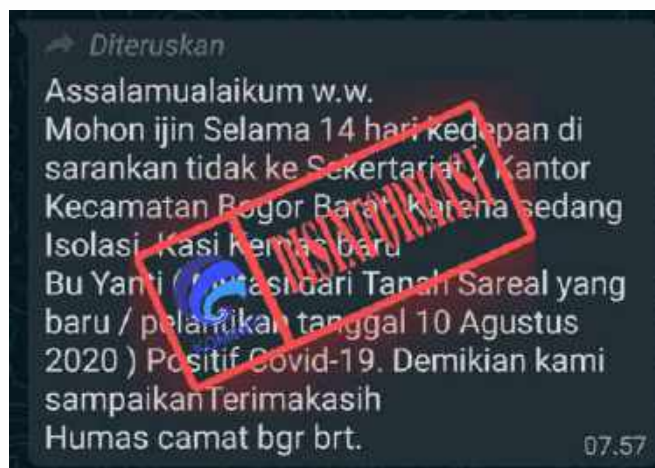 Diteruskan
Assalamualaikum w.w.
Mohon ijin Selama 14 hari kedepan di
sarankan tidak ke Sekertariat / Kantor
Kecamatan Bogor Barat. Karena sedang
Isolasi. Kasi Kemas baru
Bu Yanti dari Tanah Sareal yang
baru / pelantikan tanggal 10 Agustus
2020 ) Positif Covid-19. Demikian kami
sampaikanTerimakasih
Humas camat bgr brt.
07.57
DISINFORMASI
KOMINFO